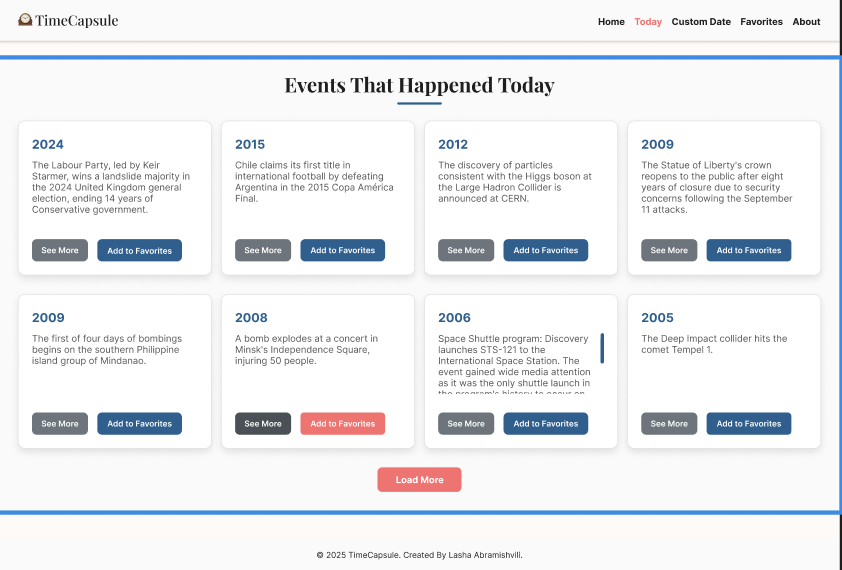 TimeCapsule
Home Today Custom Date Favorites About
Events That Happened Today
2024
The Labour Party, led by Keir
Starmer, wins a landslide majority in
the 2024 United Kingdom general
election, ending 14 years of
Conservative government.
See More Add to Favorites
2015
Chile claims its first title in
international football by defeating
Argentina in the 2015 Copa América
Final.
See More Add to Favorites
2012
The discovery of particles
consistent with the Higgs boson at
the Large Hadron Collider is
announced at CERN.
See More Add to Favorites
2009
The Statue of Liberty's crown
reopens to the public after eight
years of closure due to security
concerns following the September
11 attacks.
See More Add to Favorites
2009
The first of four days of bombings
begins on the southern Philippine
island group of Mindanao.
See More Add to Favorites
2008
A bomb explodes at a concert in
Minsk's Independence Square,
injuring 50 people.
See More Add to Favorites
2006
Space Shuttle program: Discovery
launches STS-121 to the
International Space Station. The
event gained wide media attention
as it was the only shuttle launch in
the program's history to occur on
See More Add to Favorites
2005
The Deep Impact collider hits the
comet Tempel 1.
See More Add to Favorites
Load More
© 2025 TimeCapsule. Created By Lasha Abramishvili.